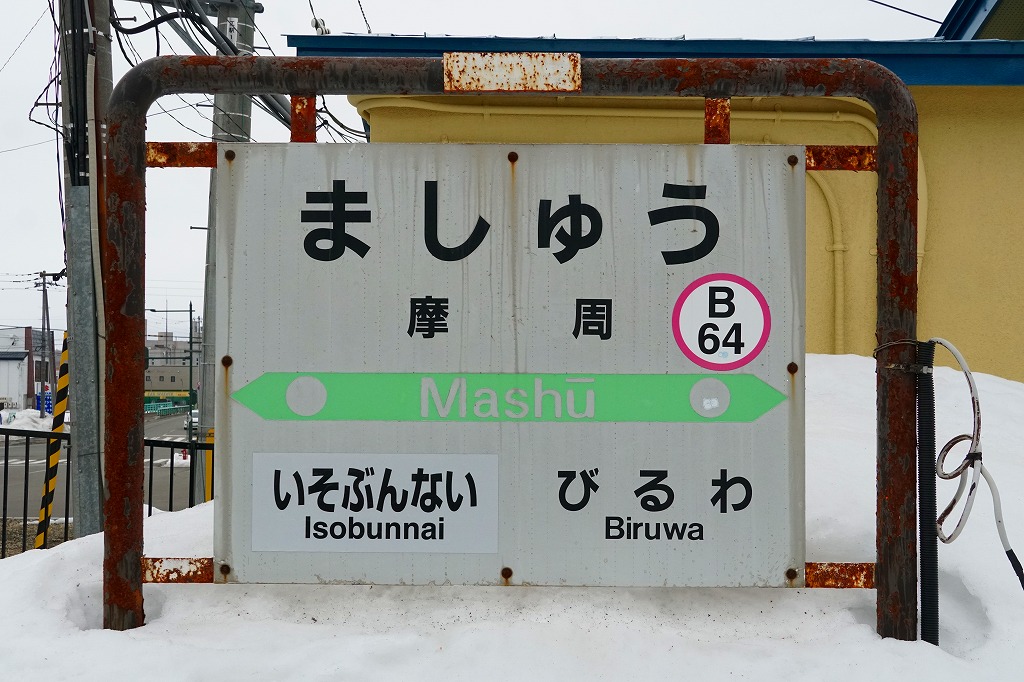 ましゅう
摩周
B
64
Mashū
いそぶんない
Isobunnai
びるわ
Biruwa